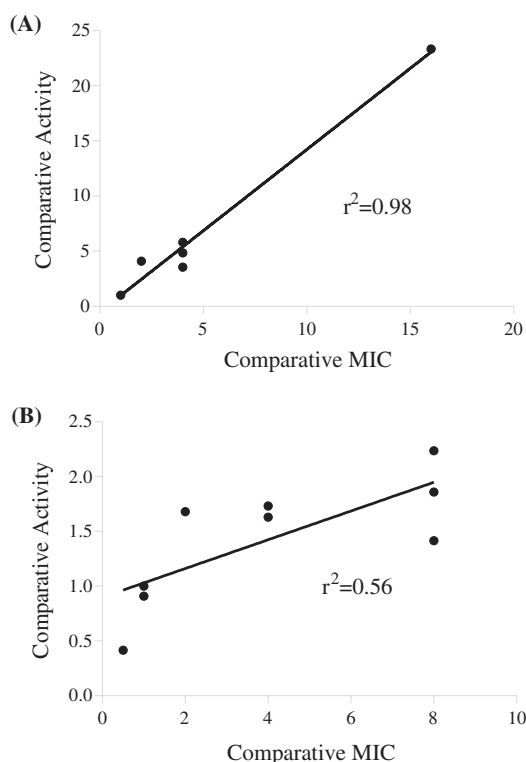 (A)
25
20
15
10
5
0
Comparative Activity
r²=0.98
0 5 10 15 20
Comparative MIC
(B)
2.5
2.0
1.5
1.0
0.5
0.0
Comparative Activity
r²=0.56
0 2 4 6 8 10
Comparative MIC